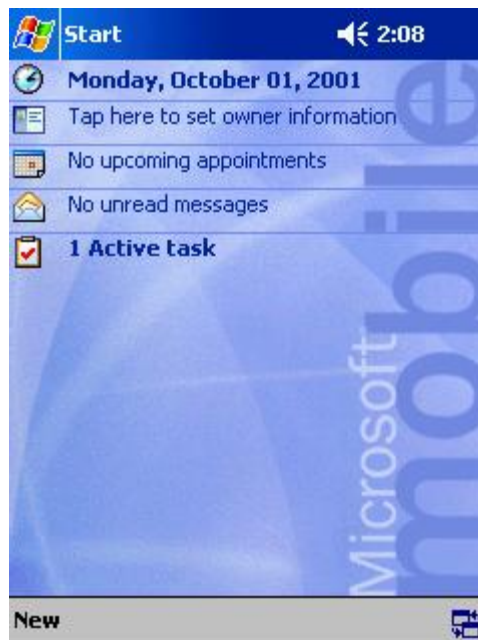 Start 2:08
Monday, October 01, 2001
Tap here to set owner information
No upcoming appointments
No unread messages
1 Active task
Microsoft
mobile
New